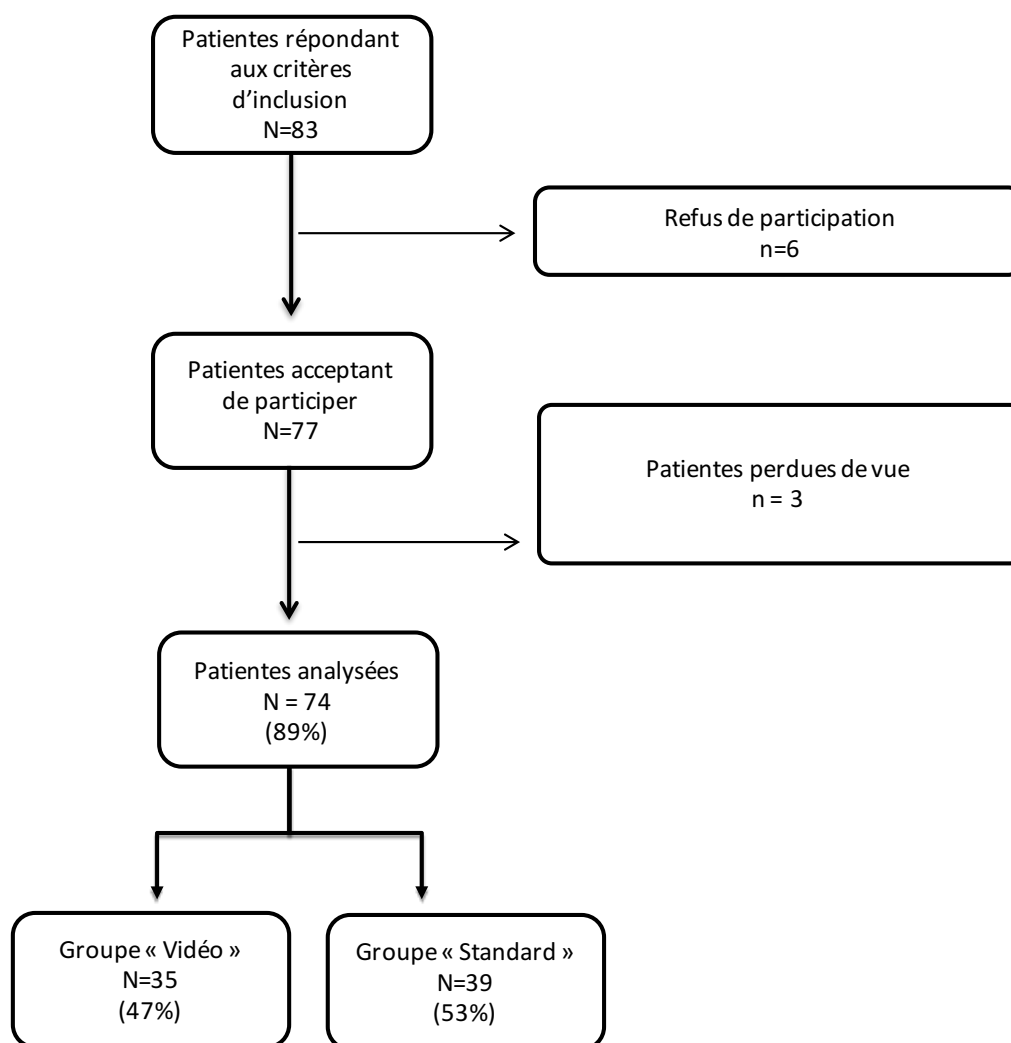 Patientes répondant
aux critères
d’inclusion
N=83
Refus de participation
n=6
Patientes acceptant
de participer
N=77
Patientes perdues de vue
n = 3
Patientes analysées
N = 74
(89%)
Groupe « Vidéo »
N=35
(47%)
Groupe « Standard »
N=39
(53%)